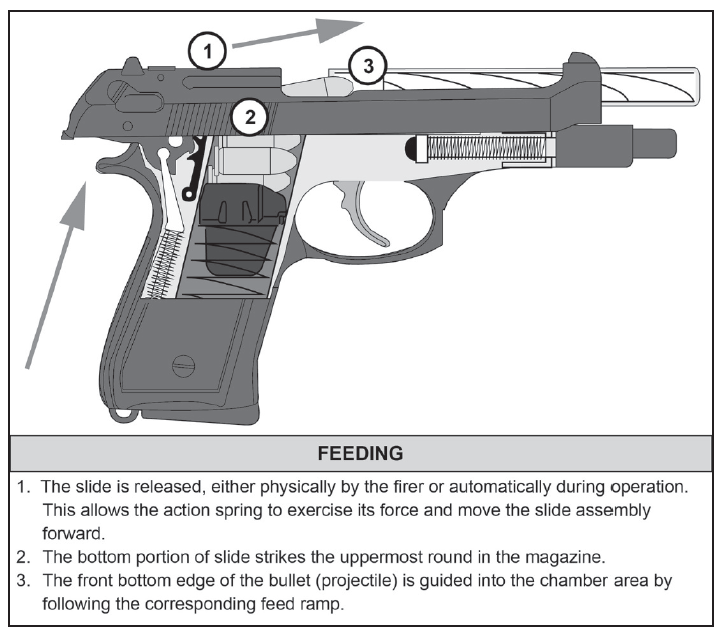 1
3
2
FEEDING
1. The slide is released, either physically by the firer or automatically during operation.
This allows the action spring to exercise its force and move the slide assembly
forward.
2. The bottom portion of slide strikes the uppermost round in the magazine.
3. The front bottom edge of the bullet (projectile) is guided into the chamber area by
following the corresponding feed ramp.